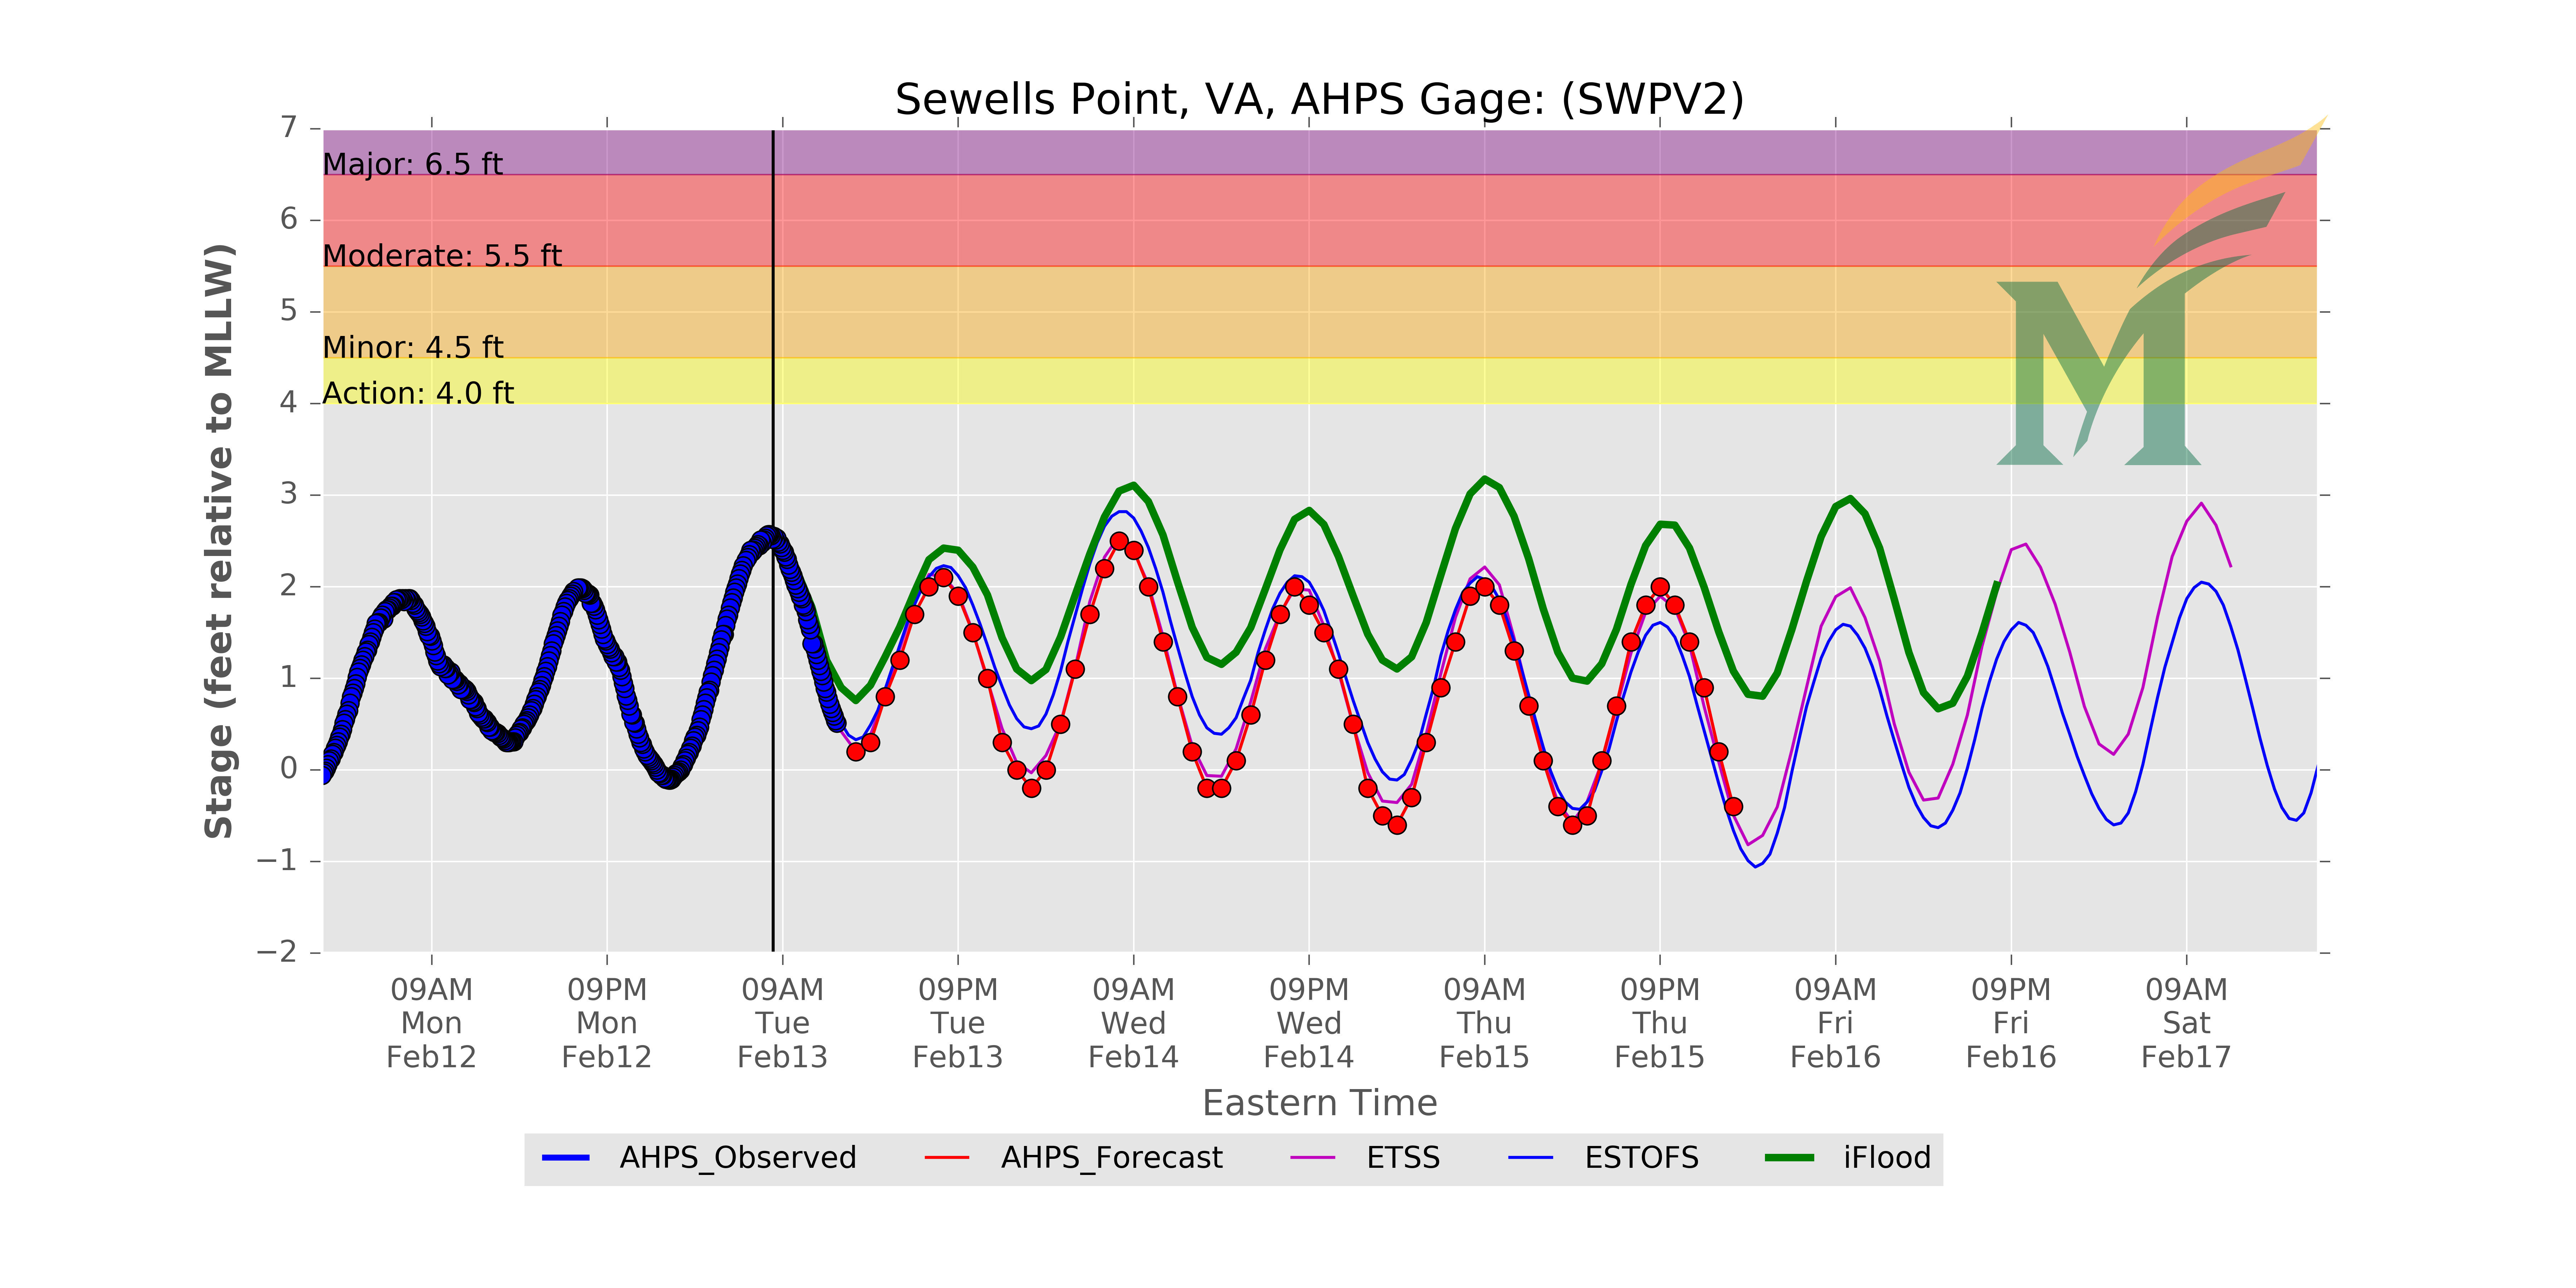 Sewells Point, VA, AHPS Gage: (SWPV2)
Stage (feet relative to MLLW)
7
6
5
4
3
2
1
0
−1
−2
Major: 6.5 ft
Moderate: 5.5 ft
Minor: 4.5 ft
Action: 4.0 ft
M
09AM Mon Feb12
09PM Mon Feb12
09AM Tue Feb13
09PM Tue Feb13
09AM Wed Feb14
09PM Wed Feb14
09AM Thu Feb15
09PM Thu Feb15
09AM Fri Feb16
09PM Fri Feb16
09AM Sat Feb17
Eastern Time
AHPS_Observed
AHPS_Forecast
ETSS
ESTOFS
iFlood